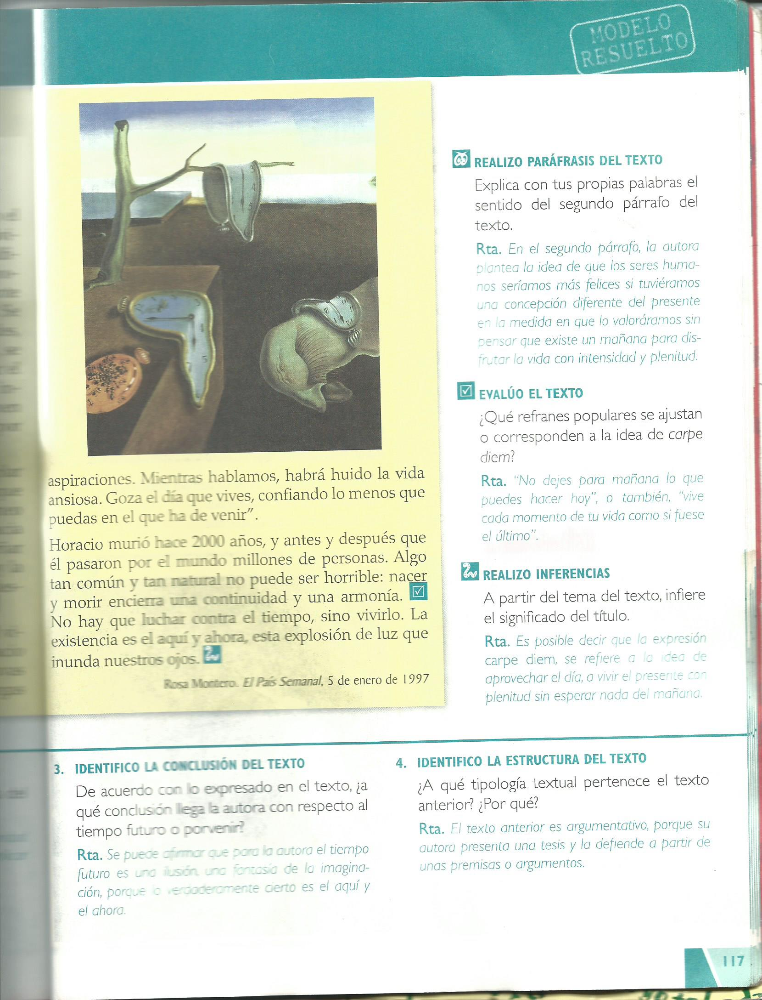 MODELO
RESUELTO
aspiraciones. Mientras hablamos, habrá huido la vida
ansiosa. Goza el día que vives, confiando lo menos que
puedas en el que ha de venir”.
Horacio murió hace 2000 años, y antes y después que
él pasaron por el mundo millones de personas. Algo
tan común y tan natural no puede ser horrible: nacer
y morir encierra una continuidad y una armonía.
No hay que luchar contra el tiempo, sino vivirlo. La
existencia es el aquí y ahora, esta explosión de luz que
inunda nuestros ojos.
Rosa Montero. El País Semanal, 5 de enero de 1997
REALIZO PARÁFRASIS DEL TEXTO
Explica con tus propias palabras el
sentido del segundo párrafo del
texto.
Rta. En el segundo párrafo, la autora
plantea la idea de que los seres huma-
nos seríamos más felices si tuviéramos
una concepción diferente del presente
en la medida en que lo valoráramos sin
pensar que existe un mañana para dis-
frutar la vida con intensidad y plenitud.
EVALÚO EL TEXTO
¿Qué refranes populares se ajustan
o corresponden a la idea de carpe
diem?
Rta. “No dejes para mañana lo que
puedes hacer hoy”, o también, “vive
cada momento de tu vida como si fuese
el último”.
REALIZO INFERENCIAS
A partir del tema del texto, infiere
el significado del título.
Rta. Es posible decir que la expresión
carpe diem, se refiere a la idea de
aprovechar el día, a vivir el presente con
plenitud sin esperar nada del mañana.
3. IDENTIFICO LA CONCLUSIÓN DEL TEXTO
De acuerdo con lo expresado en el texto, ¿a
qué conclusión llega la autora con respecto al
tiempo futuro o porvenir?
Rta. Se puede afirmar que para la autora el tiempo
futuro es una ilusión, una fantasía de la imagina-
ción, porque lo verdaderamente cierto es el aquí y
el ahora.
4. IDENTIFICO LA ESTRUCTURA DEL TEXTO
¿A qué tipología textual pertenece el texto
anterior? ¿Por qué?
Rta. El texto anterior es argumentativo, porque su
autora presenta una tesis y la defiende a partir de
unas premisas o argumentos.
117